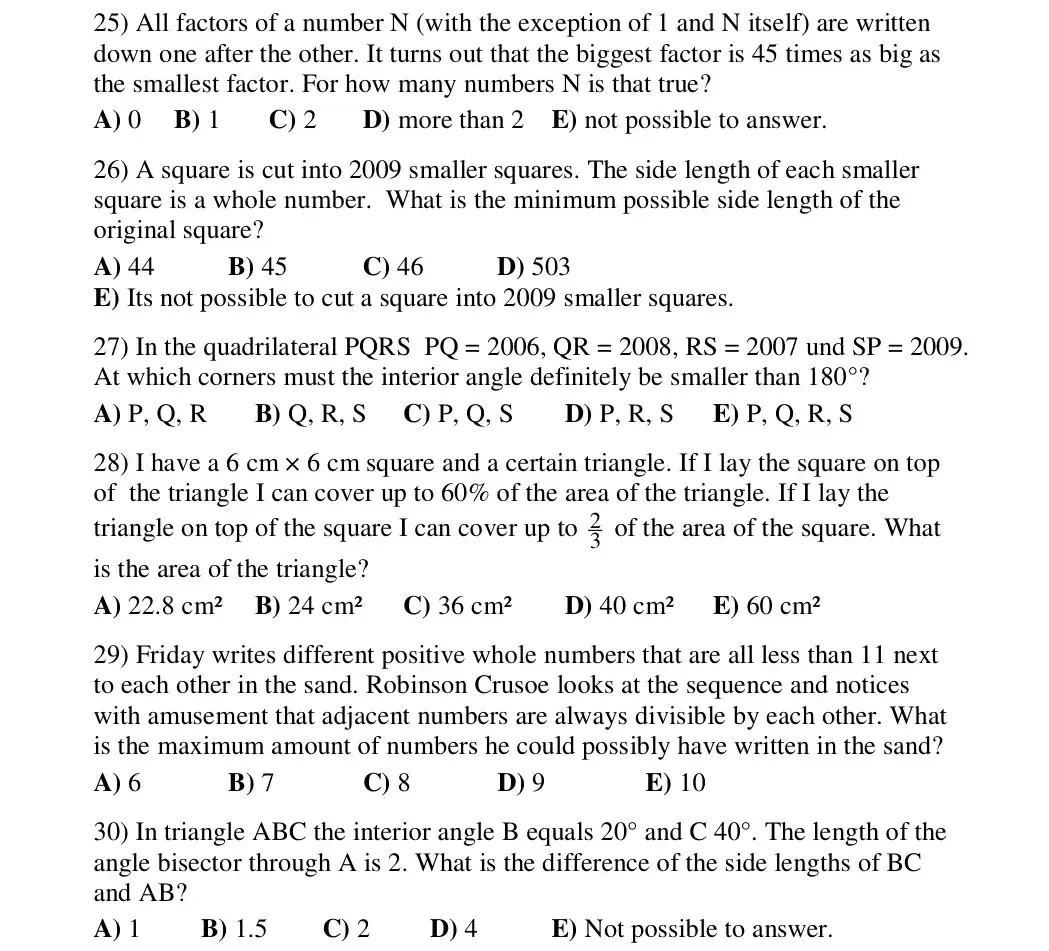 25) All factors of a number N (with the exception of 1 and N itself) are written
down one after the other. It turns out that the biggest factor is 45 times as big as
the smallest factor. For how many numbers N is that true?
A) 0 B) 1 C) 2 D) more than 2 E) not possible to answer.
26) A square is cut into 2009 smaller squares. The side length of each smaller
square is a whole number. What is the minimum possible side length of the
original square?
A) 44 B) 45 C) 46 D) 503
E) Its not possible to cut a square into 2009 smaller squares.
27) In the quadrilateral PQRS PQ = 2006, QR = 2008, RS = 2007 und SP = 2009.
At which corners must the interior angle definitely be smaller than 180°?
A) P, Q, R B) Q, R, S C) P, Q, S D) P, R, S E) P, Q, R, S
28) I have a 6 cm × 6 cm square and a certain triangle. If I lay the square on top
of the triangle I can cover up to 60% of the area of the triangle. If I lay the
triangle on top of the square I can cover up to 2/3 of the area of the square. What
is the area of the triangle?
A) 22.8 cm² B) 24 cm² C) 36 cm² D) 40 cm² E) 60 cm²
29) Friday writes different positive whole numbers that are all less than 11 next
to each other in the sand. Robinson Crusoe looks at the sequence and notices
with amusement that adjacent numbers are always divisible by each other. What
is the maximum amount of numbers he could possibly have written in the sand?
A) 6 B) 7 C) 8 D) 9 E) 10
30) In triangle ABC the interior angle B equals 20° and C 40°. The length of the
angle bisector through A is 2. What is the difference of the side lengths of BC
and AB?
A) 1 B) 1.5 C) 2 D) 4 E) Not possible to answer.